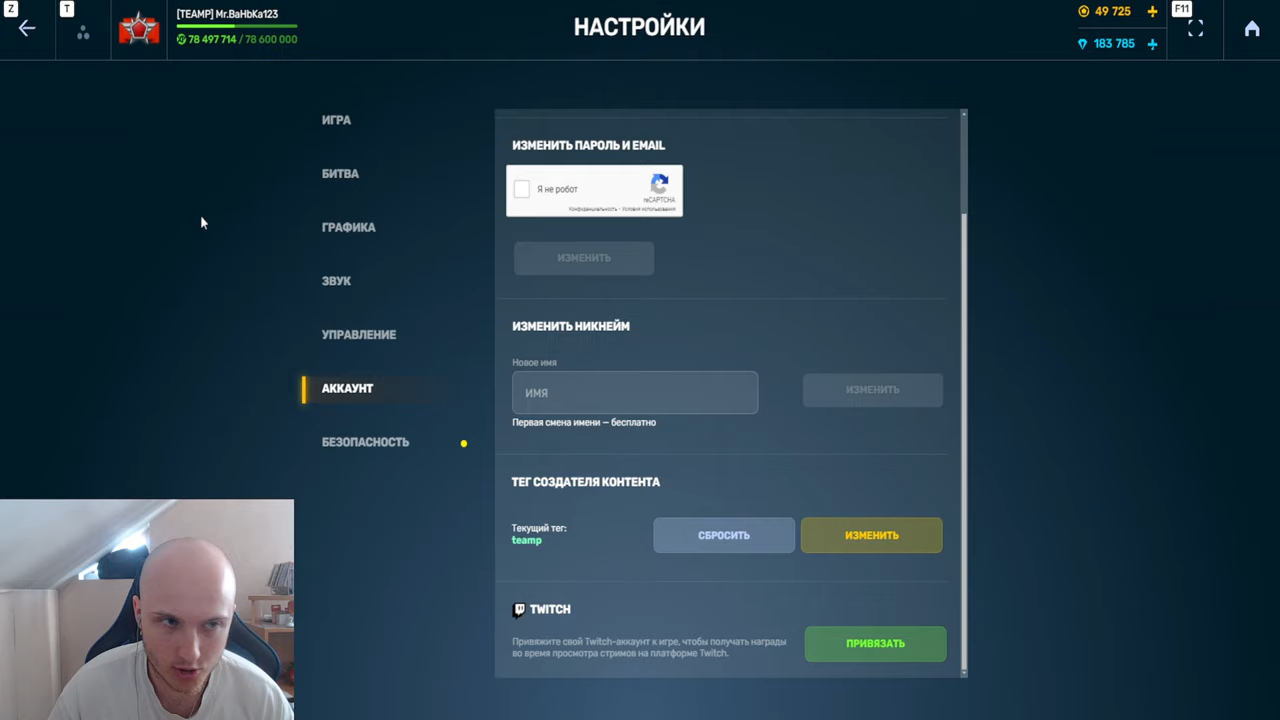 Z
T
[TEAMP] Mr.BaHbKa123
78 497 714 / 78 600 000
НАСТРОЙКИ
49 725
183 785
F11
ИГРА
БИТВА
ГРАФИКА
ЗВУК
УПРАВЛЕНИЕ
АККАУНТ
БЕЗОПАСНОСТЬ
ИЗМЕНИТЬ ПАРОЛЬ И EMAIL
Я не робот
reCAPTCHA
Конфиденциальность - Условия использования
ИЗМЕНИТЬ
ИЗМЕНИТЬ НИКНЕЙМ
Новое имя
ИМЯ
ИЗМЕНИТЬ
Первая смена имени — бесплатно
ТЕГ СОЗДАТЕЛЯ КОНТЕНТА
Текущий тег:
teamp
СБРОСИТЬ
ИЗМЕНИТЬ
TWITCH
Привяжите свой Twitch-аккаунт к игре, чтобы получать награды
во время просмотра стримов на платформе Twitch.
ПРИВЯЗАТЬ